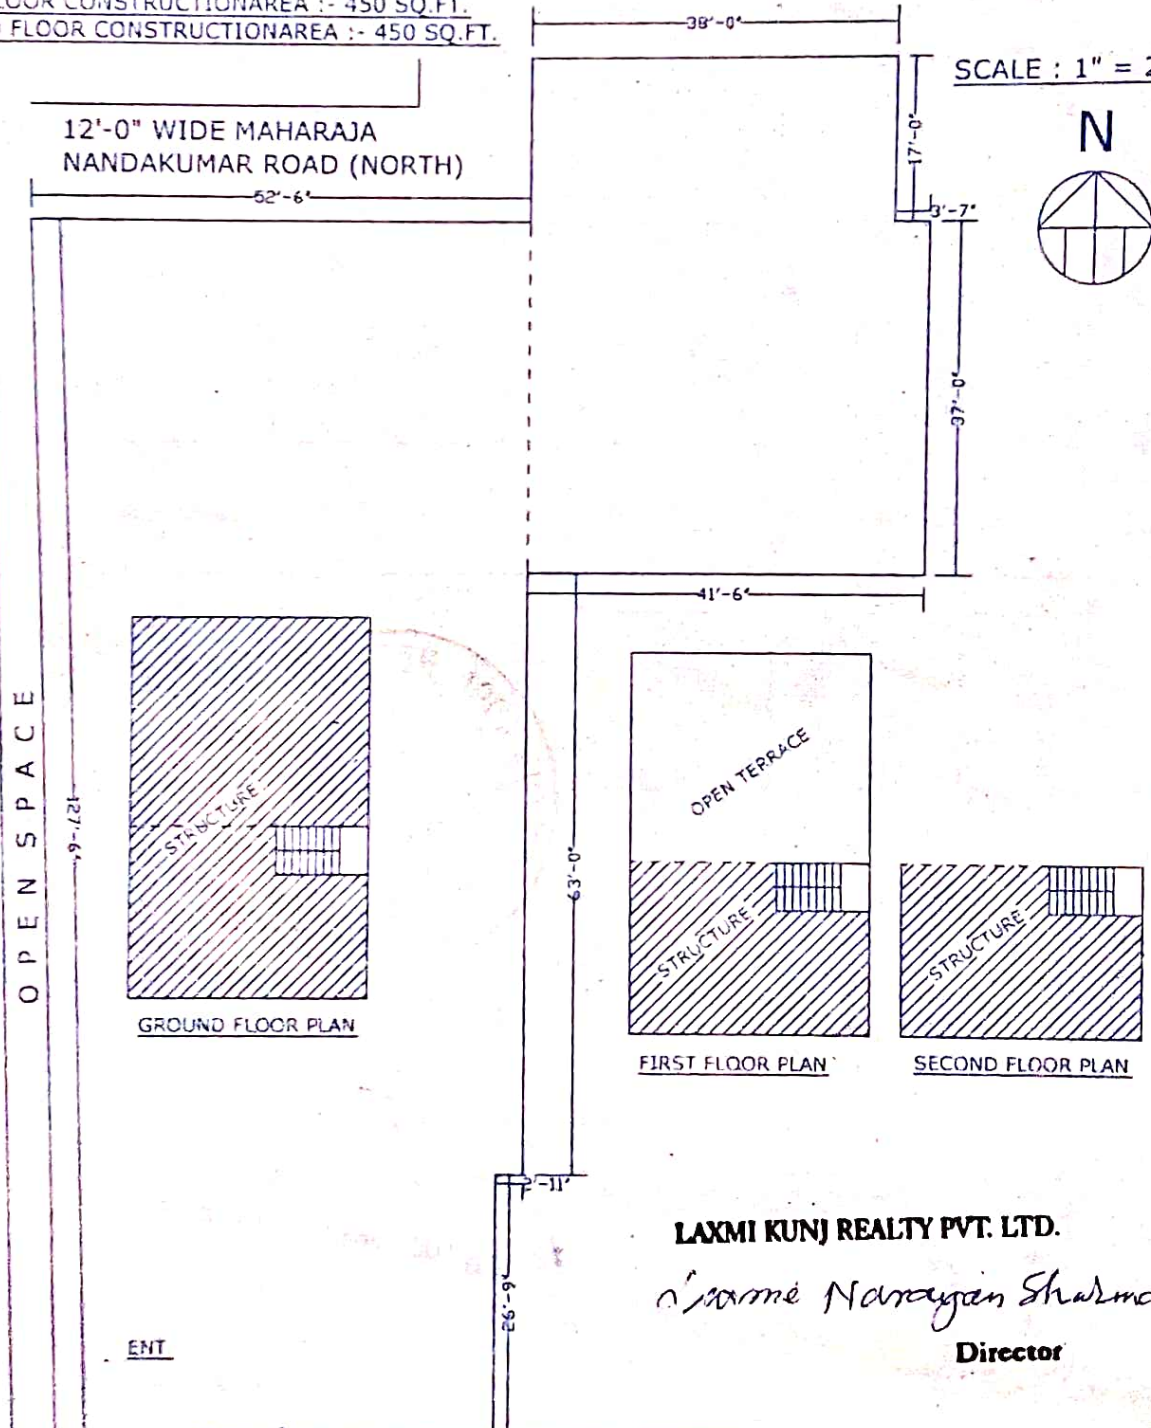 FLOOR CONSTRUCTIONAREA :- 450 SQ.FT.
FLOOR CONSTRUCTIONAREA :- 450 SQ.FT.
38'-0"
SCALE : 1" = 2
12'-0" WIDE MAHARAJA
NANDAKUMAR ROAD (NORTH)
N
17'-0"
52'-6"
3'-7"
37'-0"
41'-6"
OPEN SPACE
127'-6"
STRUCTURE
GROUND FLOOR PLAN
63'-0"
OPEN TERRACE
STRUCTURE
FIRST FLOOR PLAN
STRUCTURE
SECOND FLOOR PLAN
'-11"
26'-6"
ENT
LAXMI KUNJ REALTY PVT. LTD.
Narayan Sharma
Director